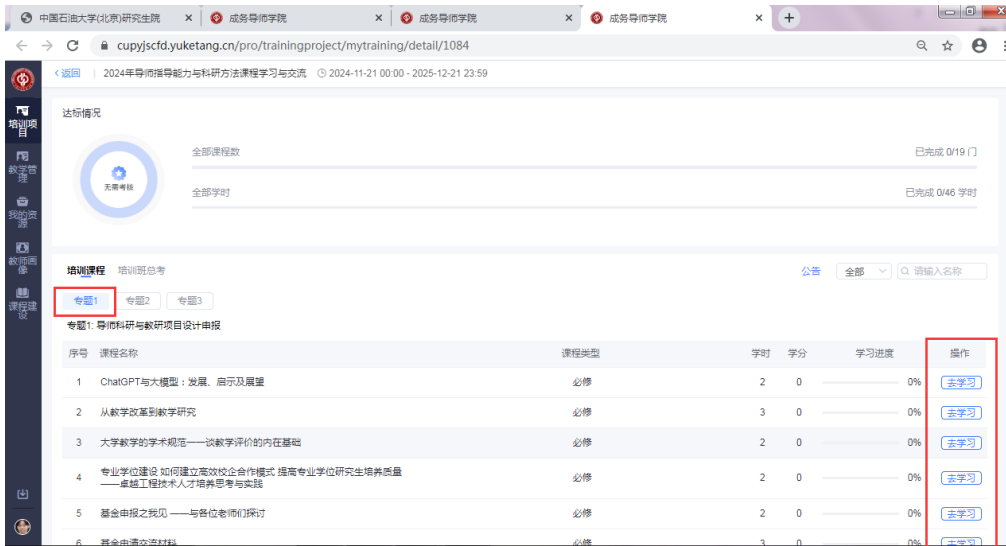 中国石油大学(北京)研究生院
成务导师学院
成务导师学院
成务导师学院
cupyjscfd.yuketang.cn/pro/trainingproject/mytraining/detail/1084
返回
2024年导师指导能力与科研方法课程学习与交流
2024-11-21 00:00 - 2025-12-21 23:59
培训项目
教学管理
我的资源
教师画像
课程建设
达标情况
无需考核
全部课程数 已完成 0/19 门
全部学时 已完成 0/46 学时
培训课程 培训班总考 公告 全部 请输入名称
专题1 专题2 专题3
专题1: 导师科研与教研项目设计申报
序号 课程名称 课程类型 学时 学分 学习进度 操作
1 ChatGPT与大模型：发展、启示及展望 必修 2 0 0% 去学习
2 从教学改革到教学研究 必修 3 0 0% 去学习
3 大学教学的学术规范——谈教学评价的内在基础 必修 2 0 0% 去学习
4 专业学位建设 如何建立高效校企合作模式 提高专业学位研究生培养质量
——卓越工程技术人才培养思考与实践 必修 2 0 0% 去学习
5 基金申报之我见 ——与各位老师们探讨 必修 2 0 0% 去学习
6 基金申请交流材料 必修 3 0 0% 去学习